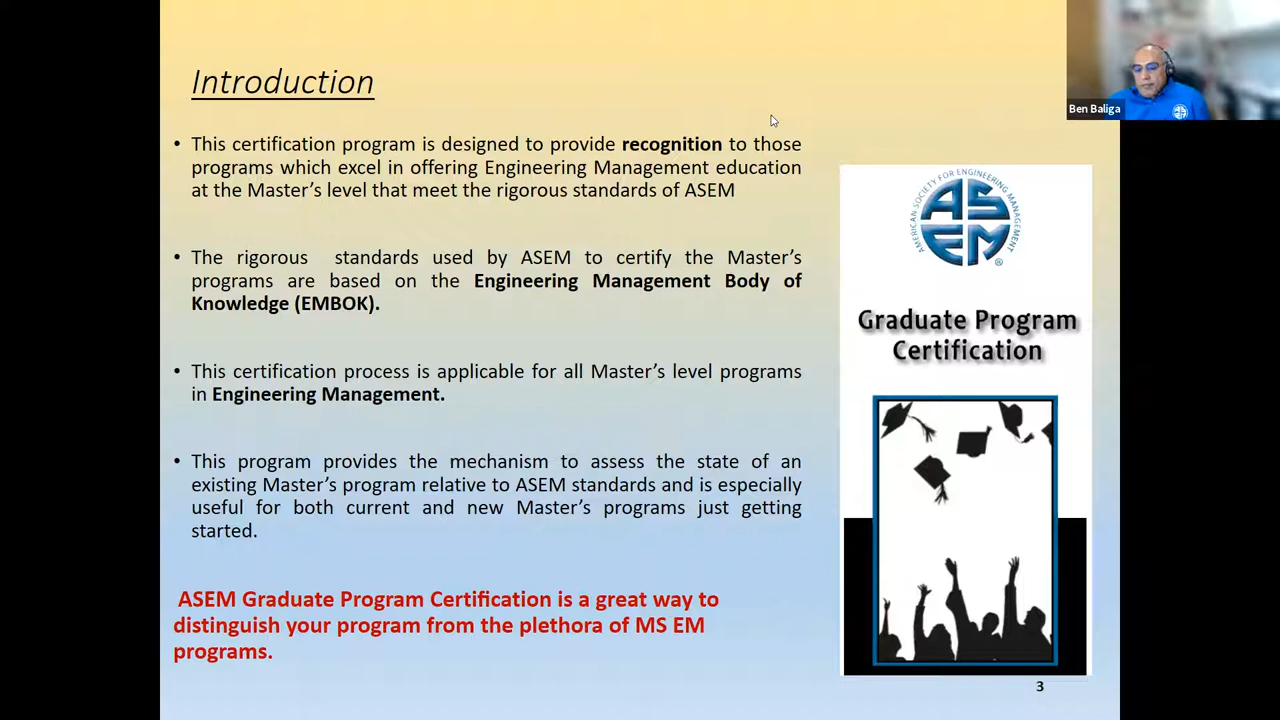 Introduction
Ben Baliga
• This certification program is designed to provide recognition to those
programs which excel in offering Engineering Management education
at the Master's level that meet the rigorous standards of ASEM
• The rigorous standards used by ASEM to certify the Master's
programs are based on the Engineering Management Body of
Knowledge (EMBOK).
• This certification process is applicable for all Master's level programs
in Engineering Management.
• This program provides the mechanism to assess the state of an
existing Master's program relative to ASEM standards and is especially
useful for both current and new Master's programs just getting
started.
ASEM Graduate Program Certification is a great way to
distinguish your program from the plethora of MS EM
programs.
AMERICAN SOCIETY FOR ENGINEERING MANAGEMENT
AS
EM
®
Graduate Program
Certification
3